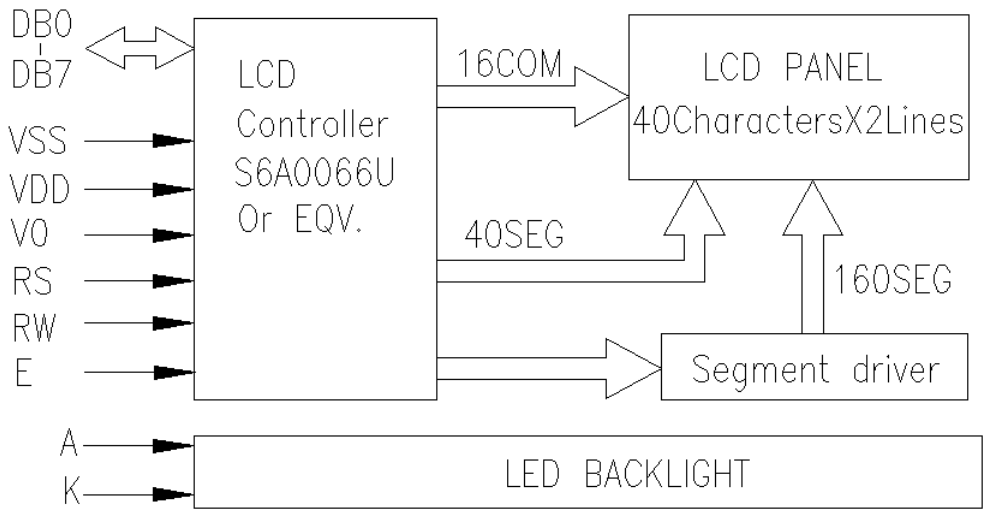 DB0
-
DB7
VSS
VDD
V0
RS
RW
E
LCD
Controller
S6A0066U
Or EQV.
16COM
40SEG
LCD PANEL
40CharactersX2Lines
160SEG
Segment driver
A
K
LED BACKLIGHT